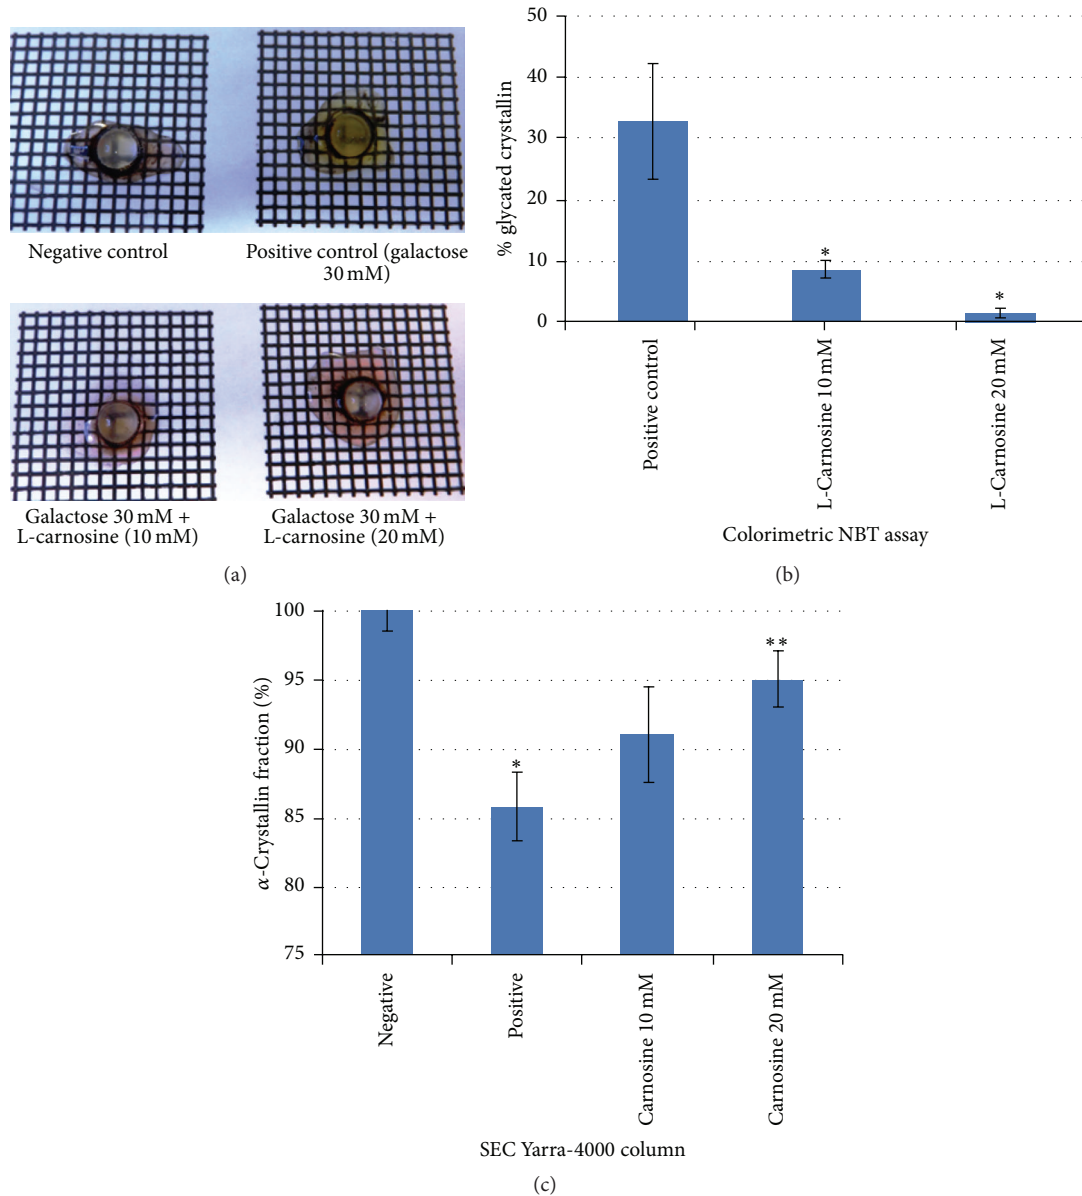 Negative control
Positive control (galactose
30 mM)
Galactose 30 mM +
L-carnosine (10 mM)
Galactose 30 mM +
L-carnosine (20 mM)
(a)
50
40
30
20
10
0
% glycated crystallin
*
*
Positive control
L-Carnosine 10 mM
L-Carnosine 20 mM
Colorimetric NBT assay
(b)
100
95
90
85
80
75
α-Crystallin fraction (%)
*
**
Negative
Positive
Carnosine 10 mM
Carnosine 20 mM
SEC Yarra-4000 column
(c)